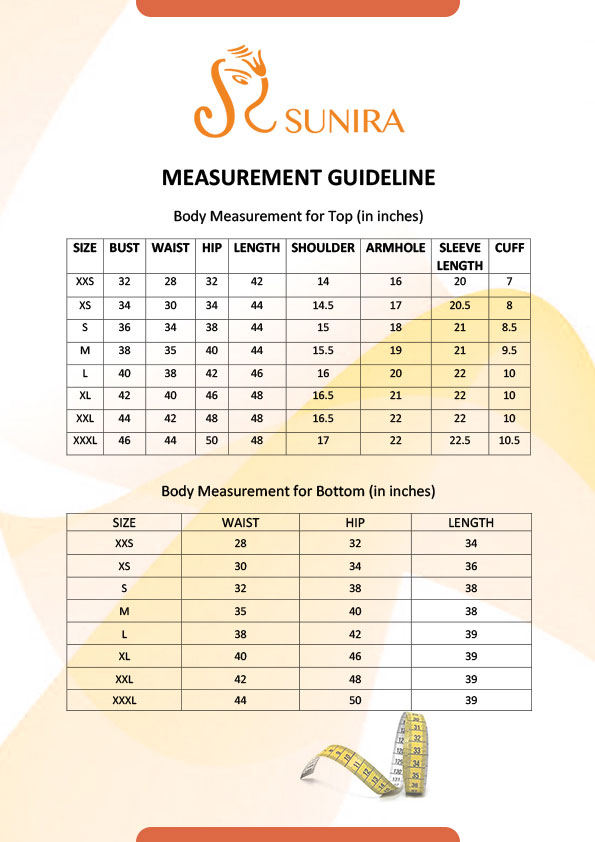 SUNIRA
MEASUREMENT GUIDELINE
Body Measurement for Top (in inches)
SIZE BUST WAIST HIP LENGTH SHOULDER ARMHOLE SLEEVE LENGTH CUFF
XXS 32 28 32 42 14 16 20 7
XS 34 30 34 44 14.5 17 20.5 8
S 36 34 38 44 15 18 21 8.5
M 38 35 40 44 15.5 19 21 9.5
L 40 38 42 46 16 20 22 10
XL 42 40 46 48 16.5 21 22 10
XXL 44 42 48 48 16.5 22 22 10
XXXL 46 44 50 48 17 22 22.5 10.5
Body Measurement for Bottom (in inches)
SIZE WAIST HIP LENGTH
XXS 28 32 34
XS 30 34 36
S 32 38 38
M 35 40 38
L 38 42 39
XL 40 46 39
XXL 42 48 39
XXXL 44 50 39